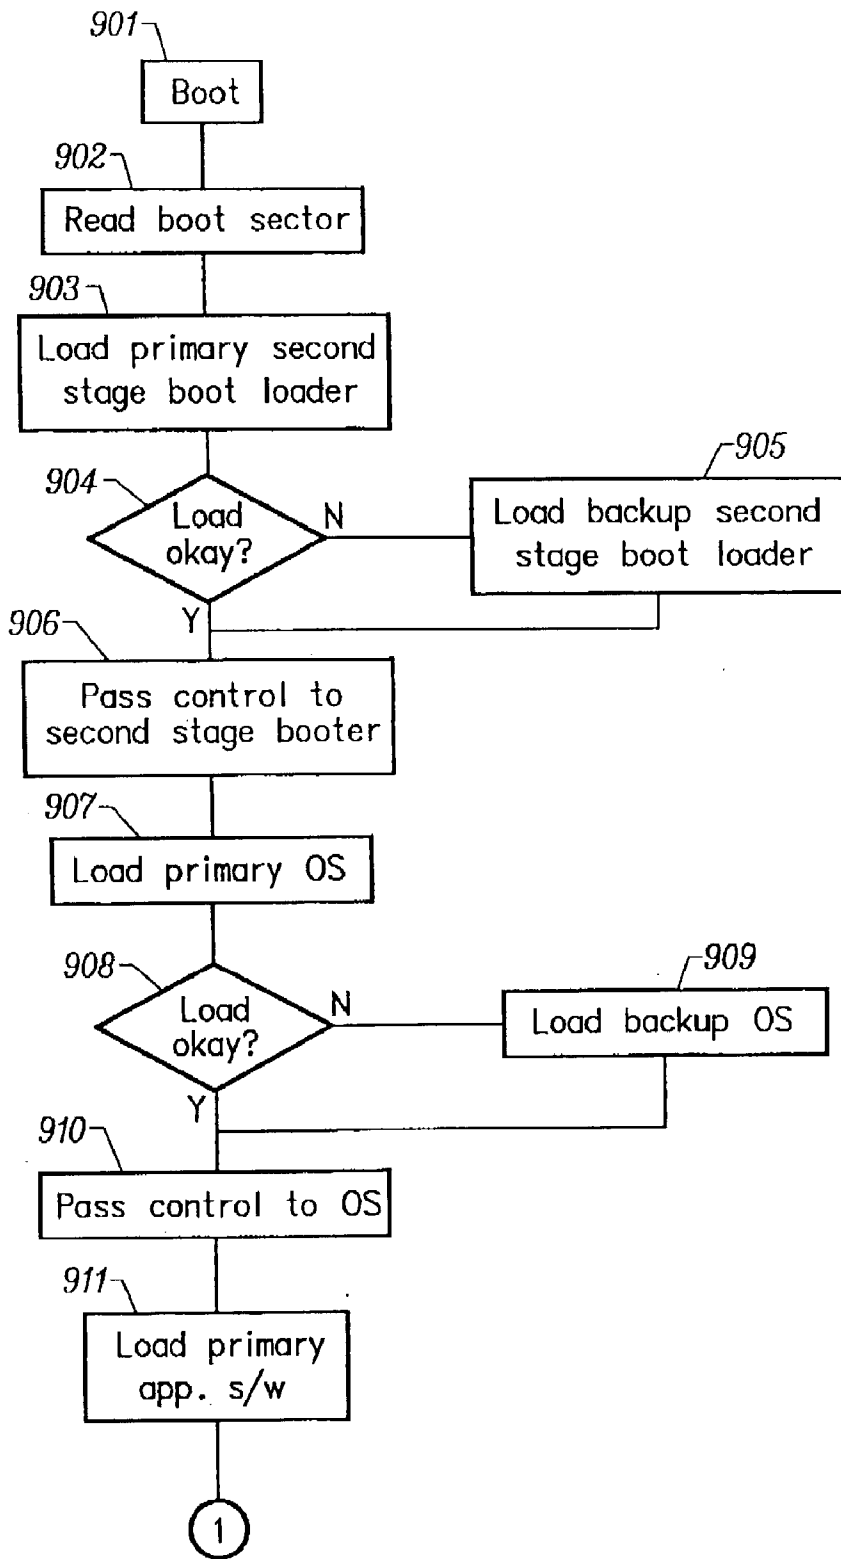 901
Boot
902
Read boot sector
903
Load primary second
stage boot loader
904
Load
okay?
N
Y
905
Load backup second
stage boot loader
906
Pass control to
second stage booter
907
Load primary OS
908
Load
okay?
N
Y
909
Load backup OS
910
Pass control to OS
911
Load primary
app. s/w
1